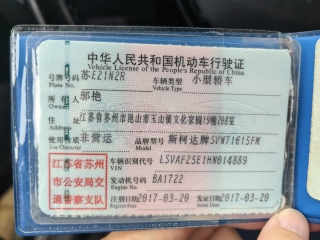 中华人民共和国机动车行驶证
Vehicle License of the People's Republic of China
号牌号码 苏E21N2R 车辆类型 小型轿车
Plate No. Vehicle Type
所有人 邹艳
Owner
住址 江苏省苏州市昆山市玉山镇文化家园19幢203室
Address
使用性质 非营运 品牌型号 斯柯达牌SVW71615FM
Use Character Model
江苏省苏州市公安局交通警察支队
车辆识别代号 LSVAF25E1HN014889
VIN
发动机号码 BA1722
Engine No.
注册日期 2017-03-20 发证日期 2017-03-20
Register Date Issue Date